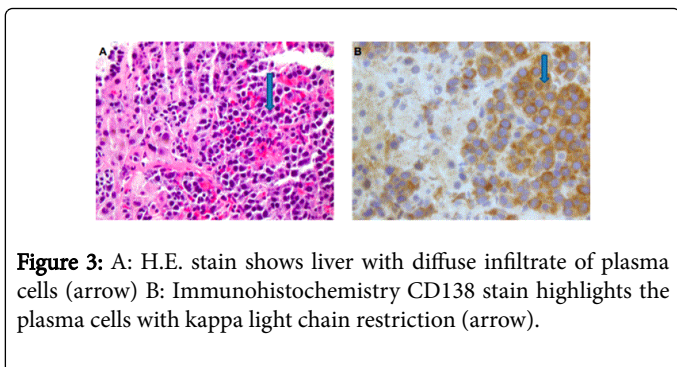 A
B
Figure 3: A: H.E. stain shows liver with diffuse infiltrate of plasma
cells (arrow) B: Immunohistochemistry CD138 stain highlights the
plasma cells with kappa light chain restriction (arrow).